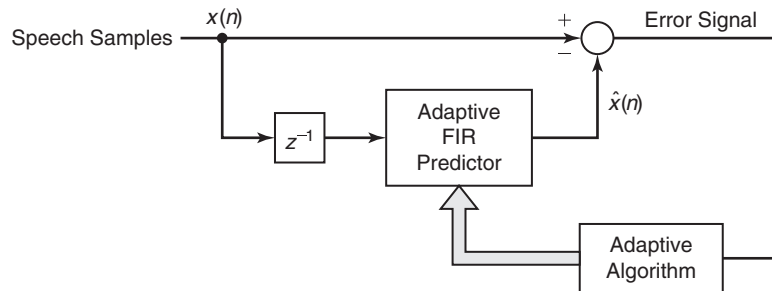 x(n)
Speech Samples
+
−
Error Signal
x̂(n)
z⁻¹
Adaptive
FIR
Predictor
Adaptive
Algorithm